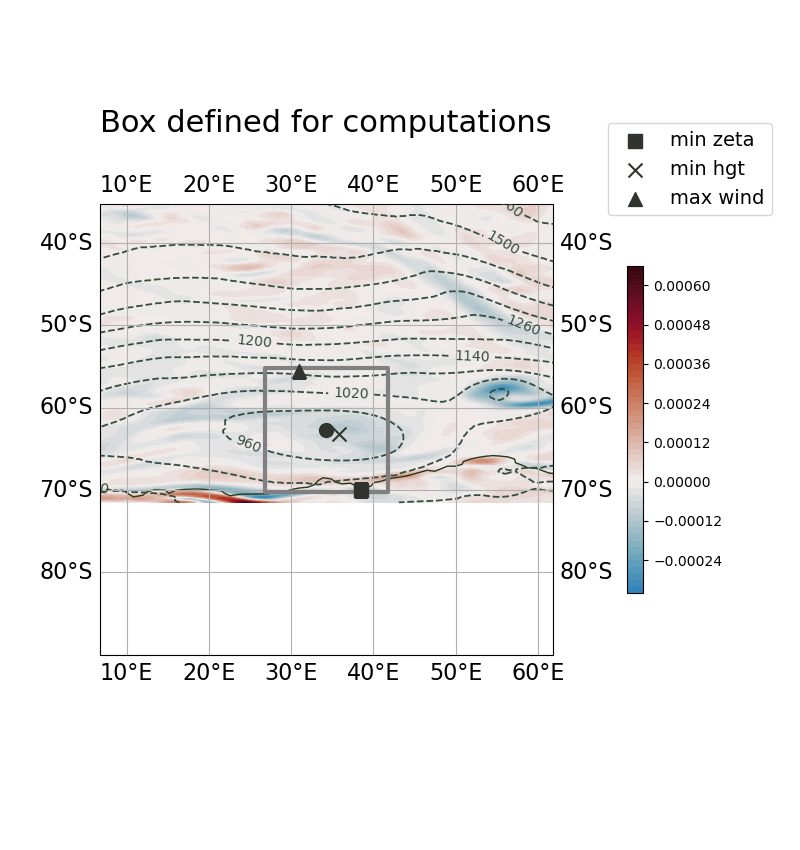 Box defined for computations
min zeta
min hgt
max wind
10°E 20°E 30°E 40°E 50°E 60°E
40°S 40°S
50°S 50°S
60°S 60°S
70°S 70°S
80°S 80°S
10°E 20°E 30°E 40°E 50°E 60°E
1500
1260
1200
1140
1020
960
0.00060
0.00048
0.00036
0.00024
0.00012
0.00000
−0.00012
−0.00024